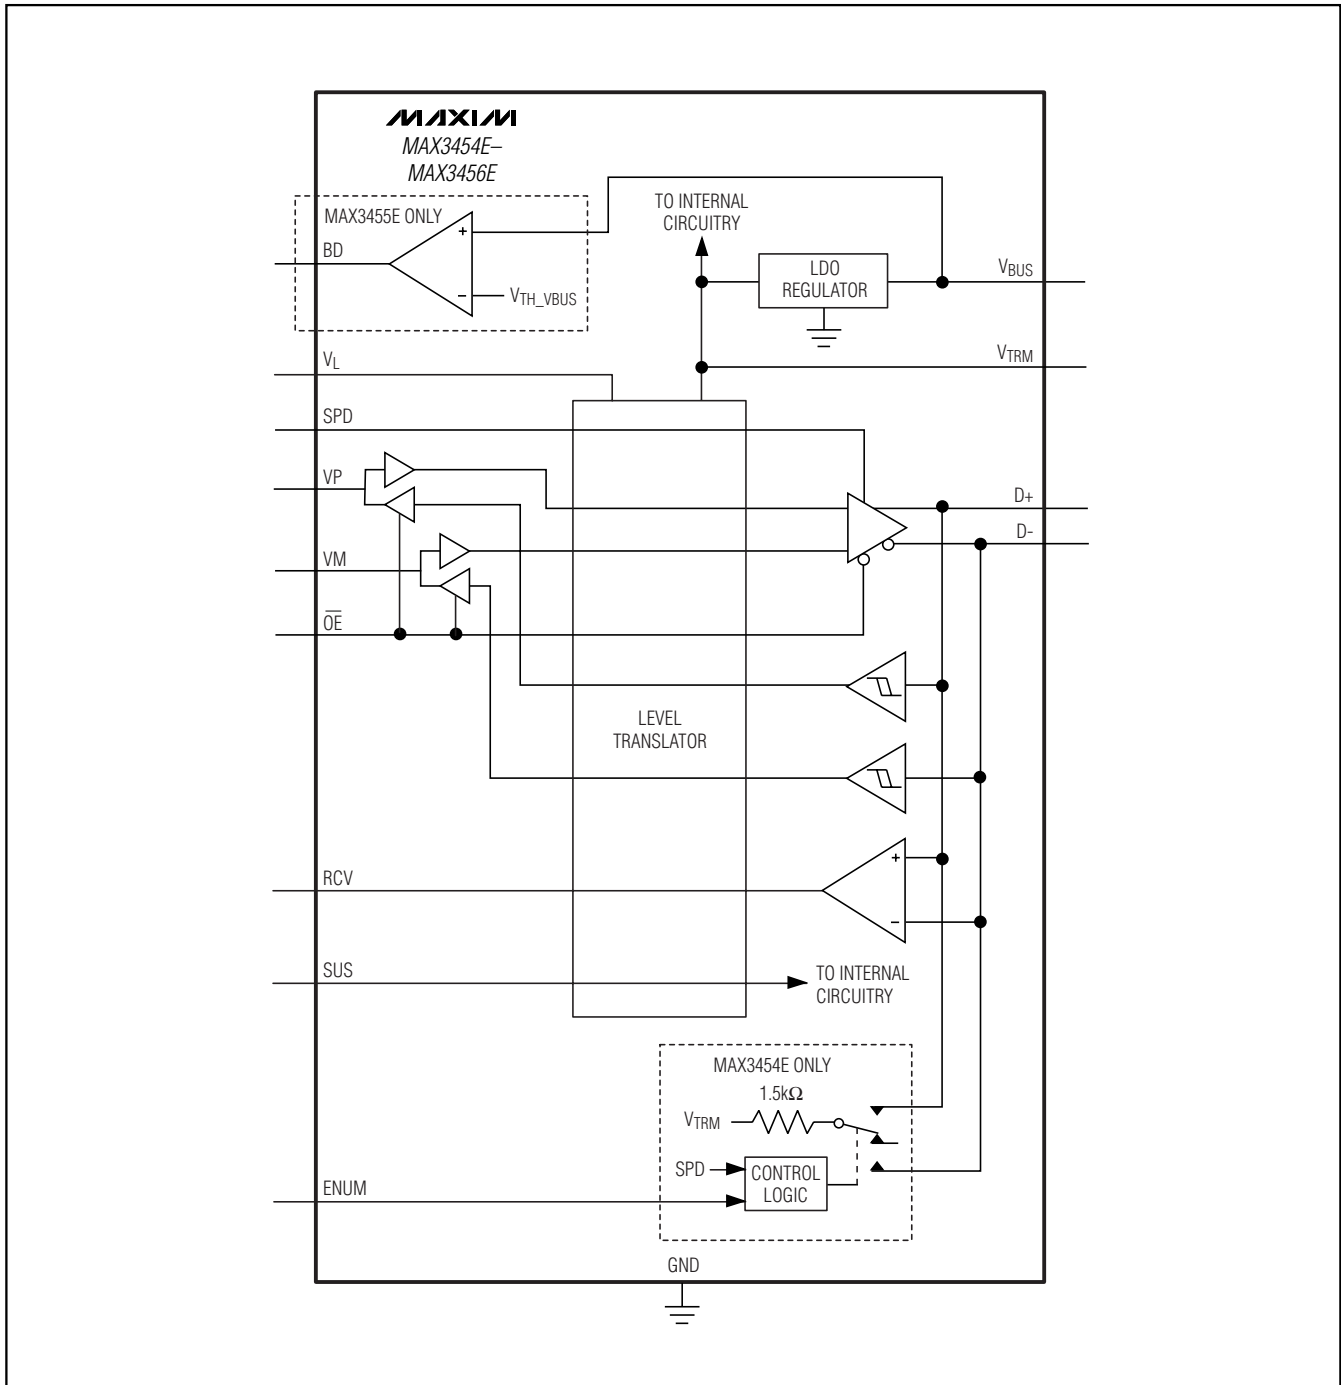 MAXIM
MAX3454E–
MAX3456E
MAX3455E ONLY
BD
+
−
VTH_VBUS
TO INTERNAL
CIRCUITRY
LDO
REGULATOR
VBUS
VTRM
VL
SPD
VP
VM
OE
D+
D-
LEVEL
TRANSLATOR
RCV
+
−
SUS
TO INTERNAL
CIRCUITRY
MAX3454E ONLY
1.5kΩ
VTRM
SPD
CONTROL
LOGIC
ENUM
GND